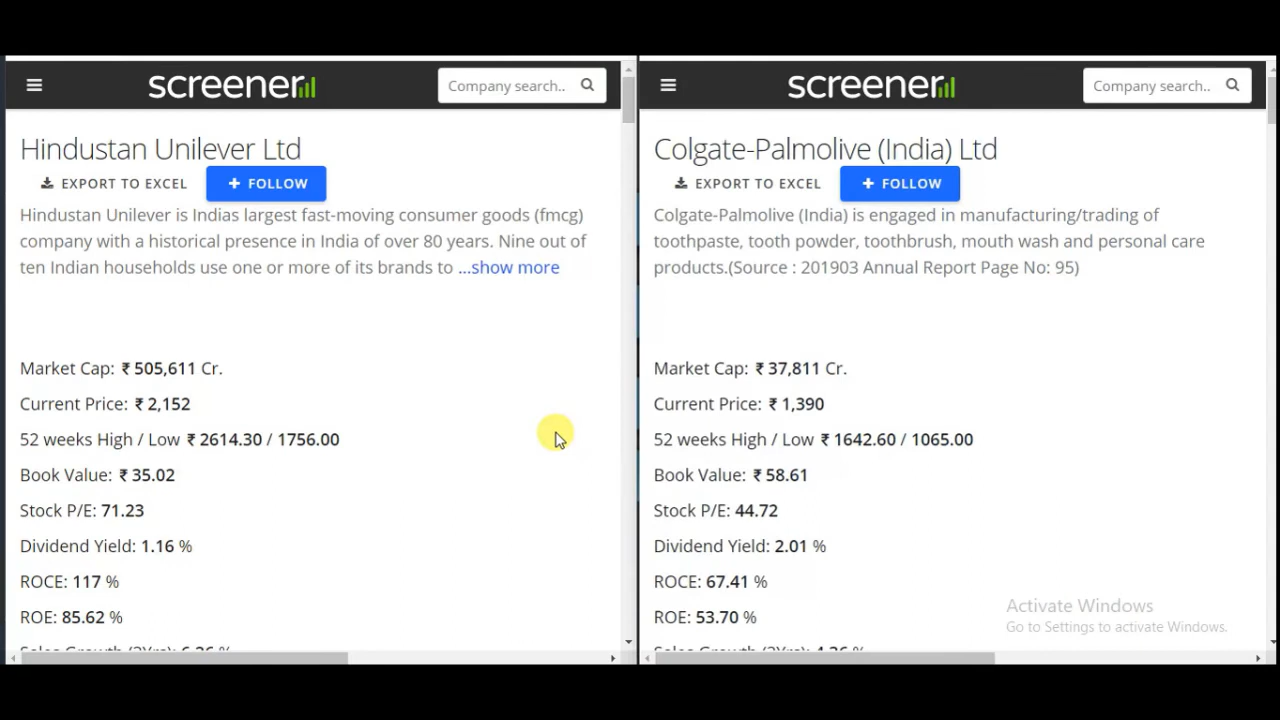 screener
Company search..
Hindustan Unilever Ltd
EXPORT TO EXCEL
+ FOLLOW
Hindustan Unilever is Indias largest fast-moving consumer goods (fmcg)
company with a historical presence in India of over 80 years. Nine out of
ten Indian households use one or more of its brands to ...show more
Market Cap: ₹ 505,611 Cr.
Current Price: ₹ 2,152
52 weeks High / Low ₹ 2614.30 / 1756.00
Book Value: ₹ 35.02
Stock P/E: 71.23
Dividend Yield: 1.16 %
ROCE: 117 %
ROE: 85.62 %
screener
Company search..
Colgate-Palmolive (India) Ltd
EXPORT TO EXCEL
+ FOLLOW
Colgate-Palmolive (India) is engaged in manufacturing/trading of
toothpaste, tooth powder, toothbrush, mouth wash and personal care
products.(Source : 201903 Annual Report Page No: 95)
Market Cap: ₹ 37,811 Cr.
Current Price: ₹ 1,390
52 weeks High / Low ₹ 1642.60 / 1065.00
Book Value: ₹ 58.61
Stock P/E: 44.72
Dividend Yield: 2.01 %
ROCE: 67.41 %
ROE: 53.70 %
Activate Windows
Go to Settings to activate Windows.